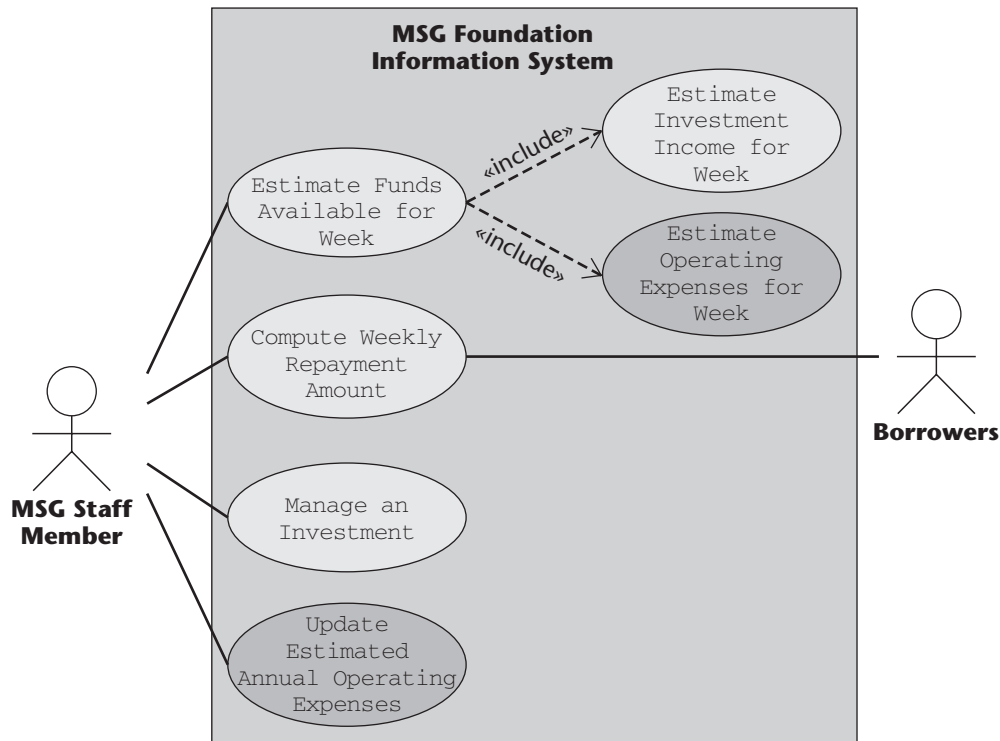 MSG Foundation
Information System
Estimate
Investment
Income for
Week
«include»
Estimate Funds
Available for
Week
«include»
Estimate
Operating
Expenses for
Week
Compute Weekly
Repayment
Amount
Borrowers
MSG Staff
Member
Manage an
Investment
Update
Estimated
Annual Operating
Expenses